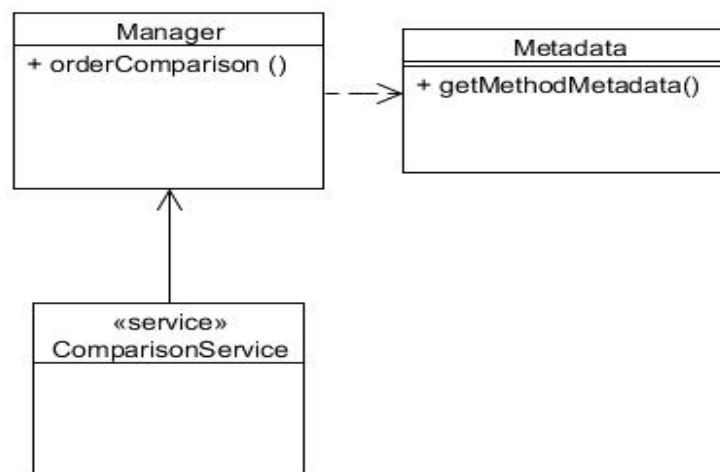 Manager
+ orderComparison ()
Metadata
+ getMethodMetadata()
«service»
ComparisonService